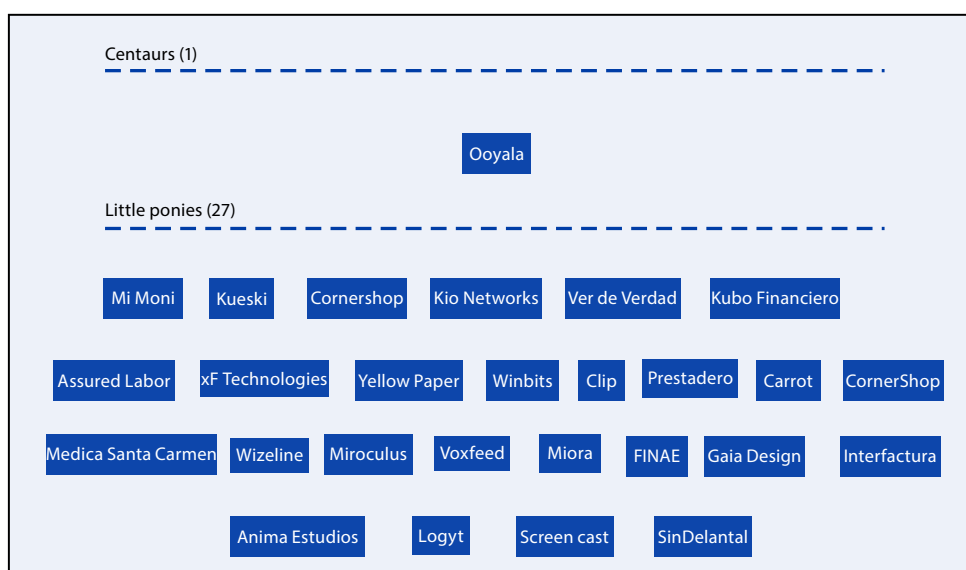 Centaurs (1)
Ooyala
Little ponies (27)
Mi Moni Kueski Cornershop Kio Networks Ver de Verdad Kubo Financiero
Assured Labor xF Technologies Yellow Paper Winbits Clip Prestadero Carrot CornerShop
Medica Santa Carmen Wizeline Miroculus Voxfeed Miora FINAE Gaia Design Interfactura
Anima Estudios Logyt Screen cast SinDelantal